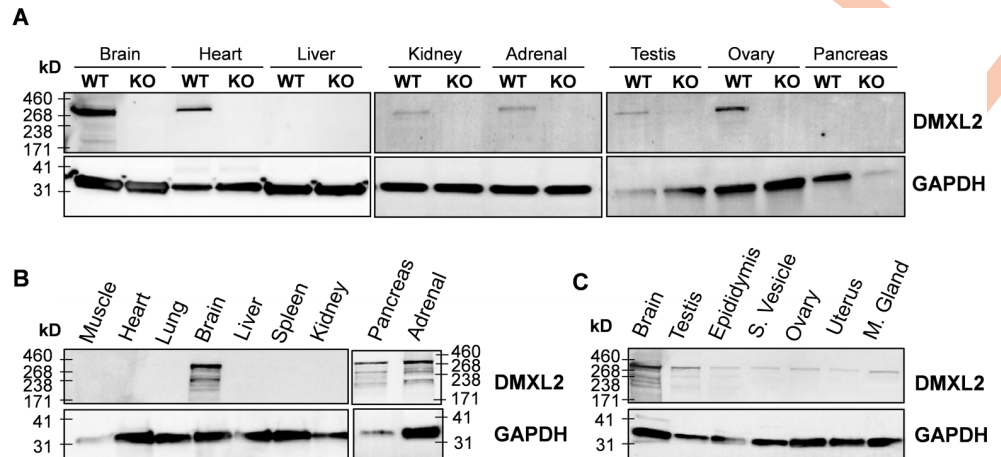 A
Brain Heart Liver Kidney Adrenal Testis Ovary Pancreas
kD WT KO WT KO WT KO WT KO WT KO WT KO WT KO WT KO
460
268
238
171
DMXL2
41
31
GAPDH
B
Muscle Heart Lung Brain Liver Spleen Kidney Pancreas Adrenal
kD
460
268
238
171
460
268
238
171
DMXL2
41
31
41
31
GAPDH
C
Brain Testis Epididymis S. Vesicle Ovary Uterus M. Gland
kD
460
268
238
171
DMXL2
41
31
GAPDH